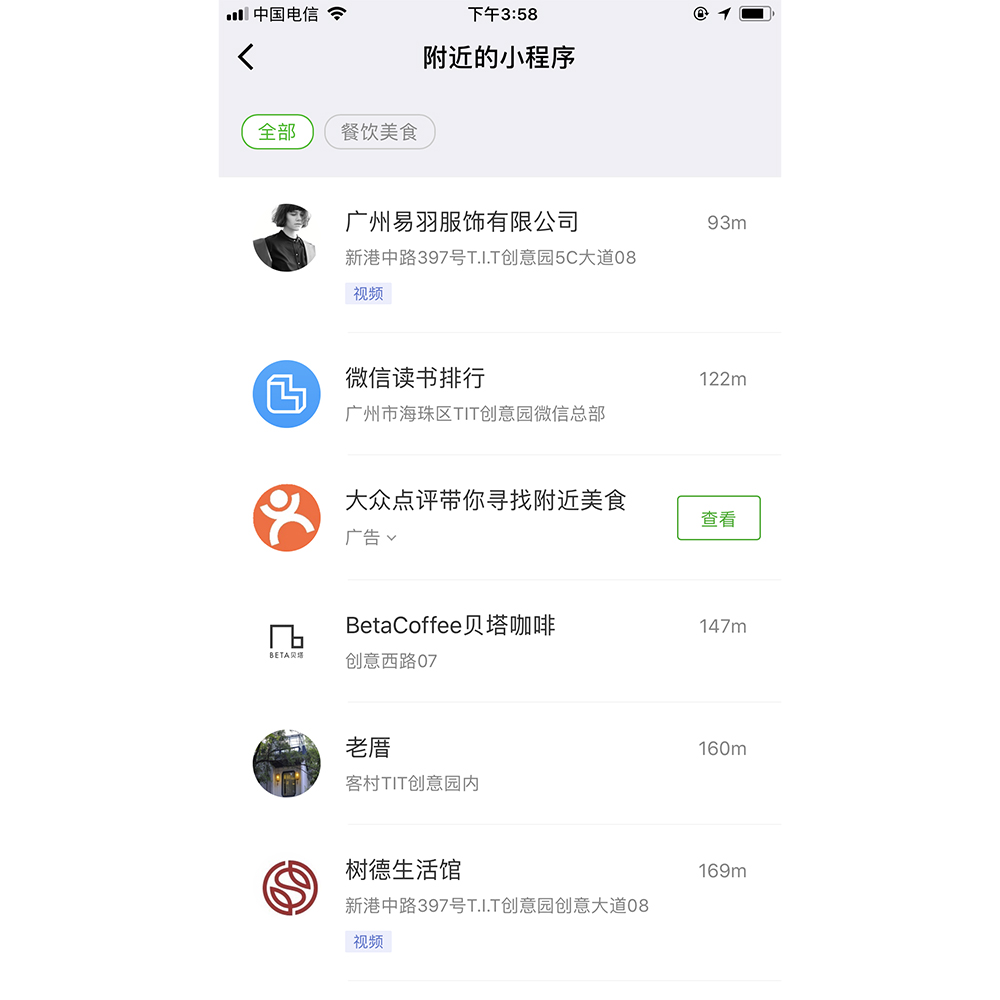 中国电信 下午3:58
附近的小程序
全部 餐饮美食
广州易羽服饰有限公司 93m
新港中路397号T.I.T创意园5C大道08
视频
微信读书排行 122m
广州市海珠区TIT创意园微信总部
大众点评带你寻找附近美食
查看
广告
BetaCoffee贝塔咖啡 147m
BETA贝塔
创意西路07
老厝 160m
客村TIT创意园内
树德生活馆 169m
新港中路397号T.I.T创意园创意大道08
视频